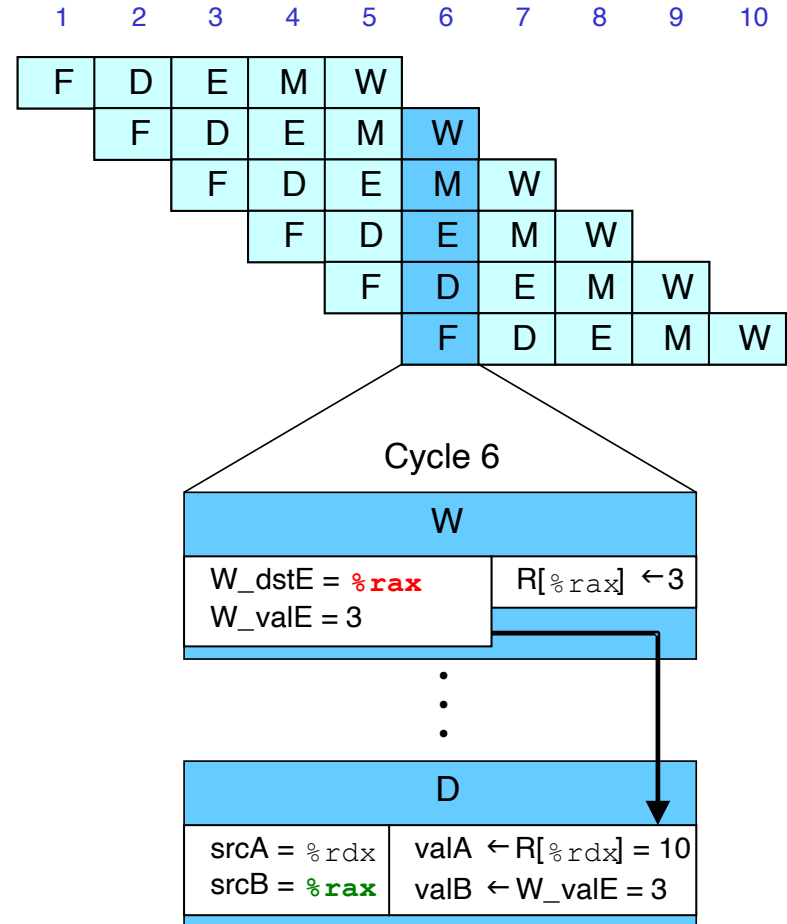 1 2 3 4 5 6 7 8 9 10
F D E M W
F D E M W
F D E M W
F D E M W
F D E M W
F D E M W
Cycle 6
W
W_dstE = %rax R[%rax] ←3
W_valE = 3
D
srcA = %rdx valA ←R[%rdx] = 10
srcB = %rax valB ←W_valE = 3